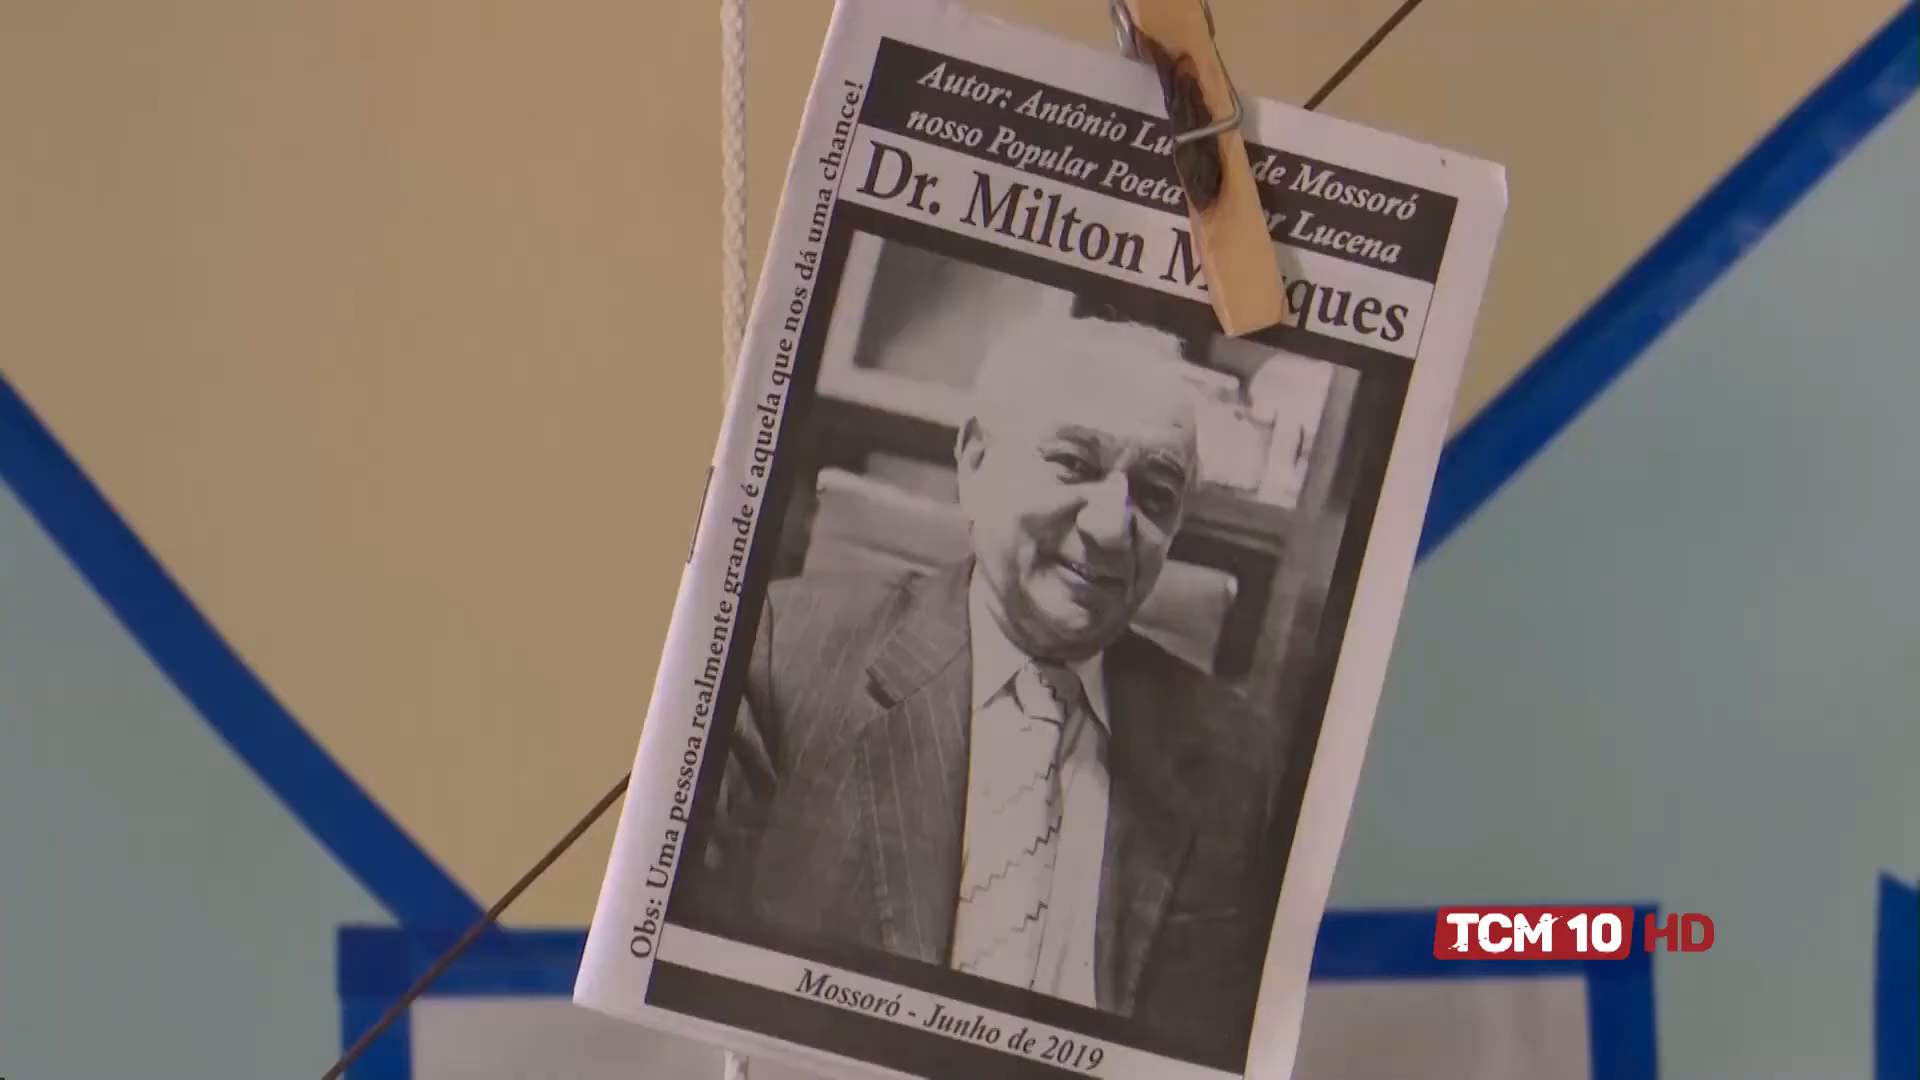 Autor: Antônio Lu de Mossoró
nosso Popular Poeta Lucena
Dr. Milton M ques
Obs: Uma pessoa realmente grande é aquela que nos dá uma chance!
Mossoró - Junho de 2019
TCM 10 HD